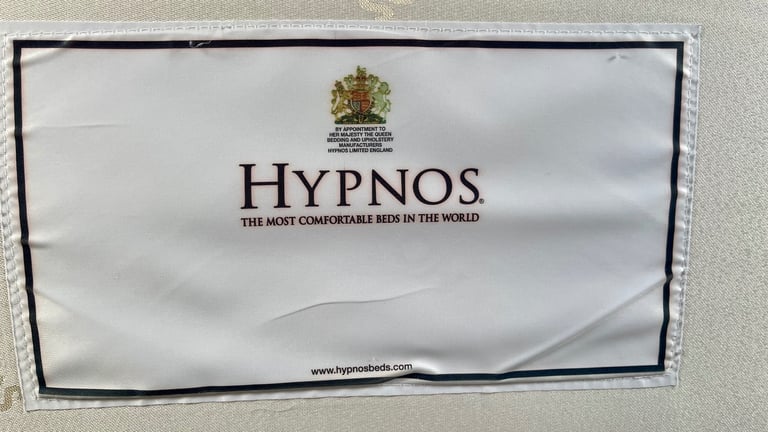 BY APPOINTMENT TO
HER MAJESTY THE QUEEN
BEDDING AND UPHOLSTERY
MANUFACTURERS
HYPNOS LIMITED ENGLAND
HYPNOS®
THE MOST COMFORTABLE BEDS IN THE WORLD
www.hypnosbeds.com